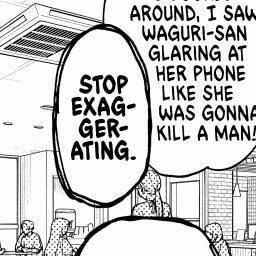 AROUND, I SAW
WAGURI-SAN
GLARING AT
HER PHONE
LIKE SHE
WAS GONNA
KILL A MAN!
STOP
EXAG-
GER-
ATING.